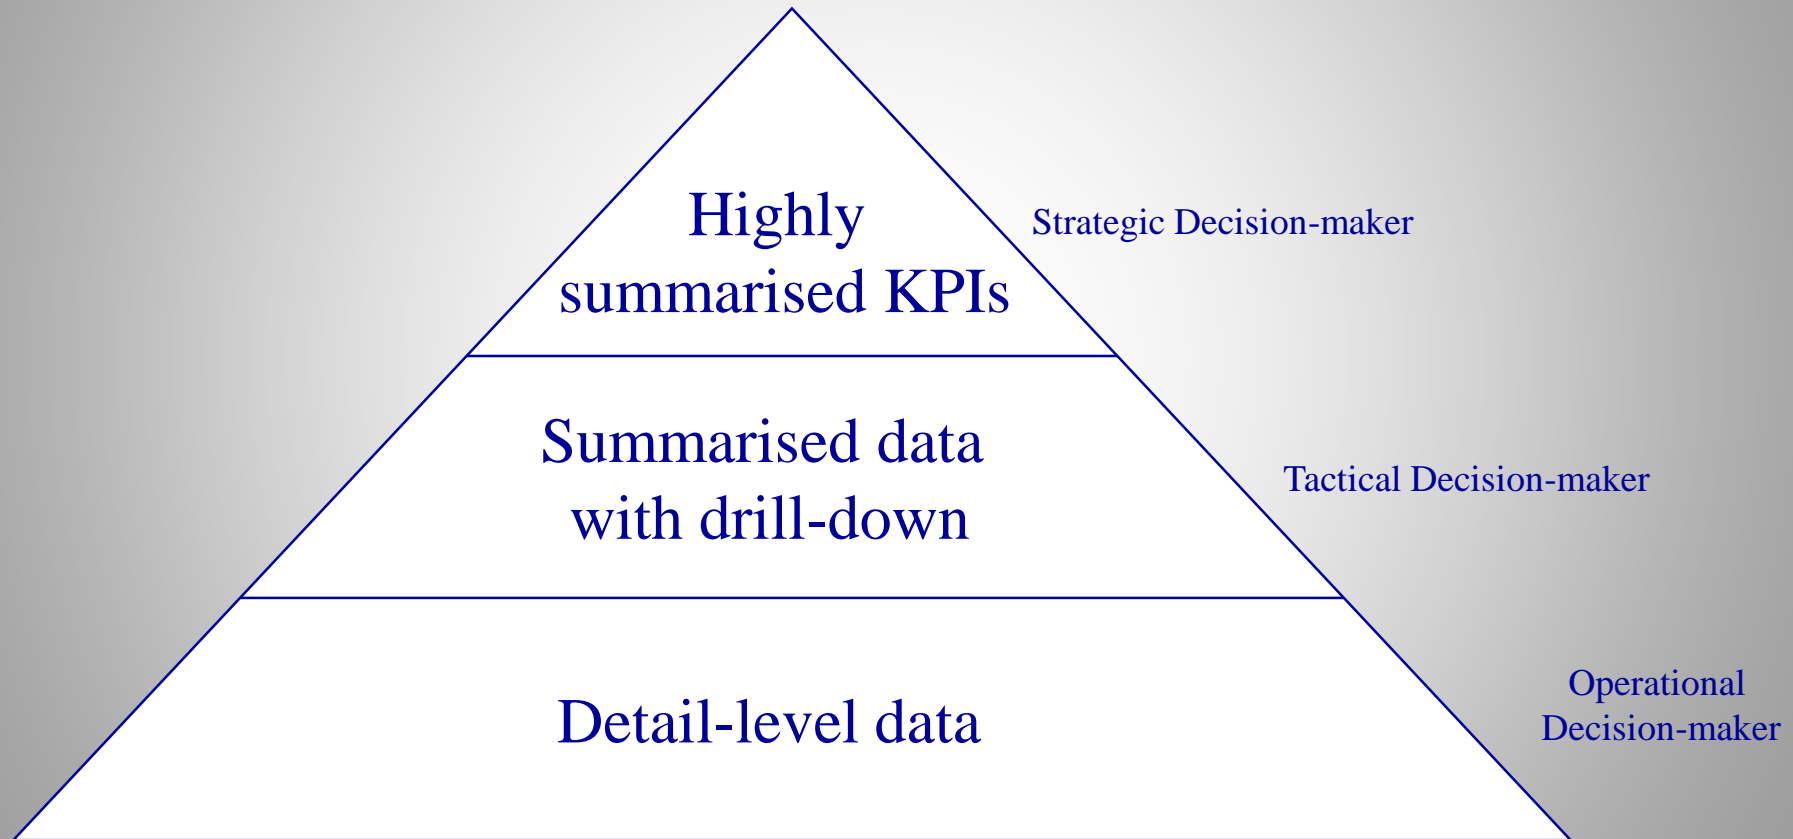 Highly
summarised KPIs
Strategic Decision-maker
Summarised data
with drill-down
Tactical Decision-maker
Detail-level data
Operational
Decision-maker